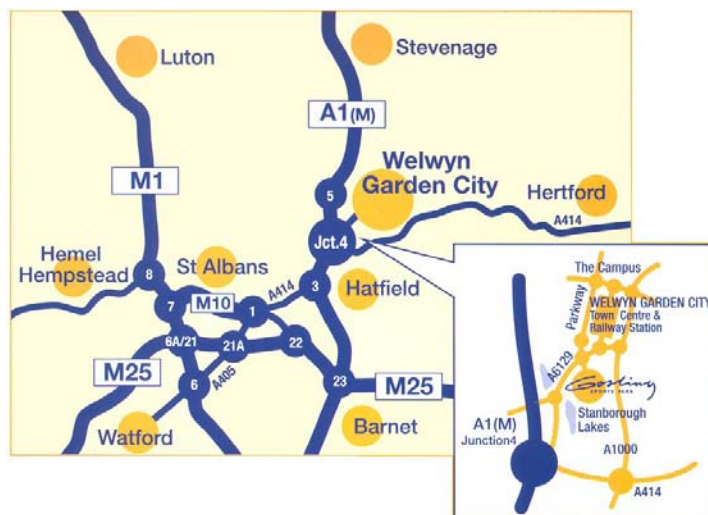 Luton
Stevenage
A1(M)
M1
Welwyn
Garden City
5
Hertford
A414
Jct.4
Hemel
Hempstead
8
St Albans
A414
3
Hatfield
7
M10
1
6A/21
21A
22
M25
6
A405
23
M25
Watford
Barnet
The Campus
Parkway
WELWYN GARDEN CITY
Town Centre &
Railway Station
A6129
Gosling
SPORTS PARK
Stanborough
Lakes
A1(M)
Junction4
A1000
A414